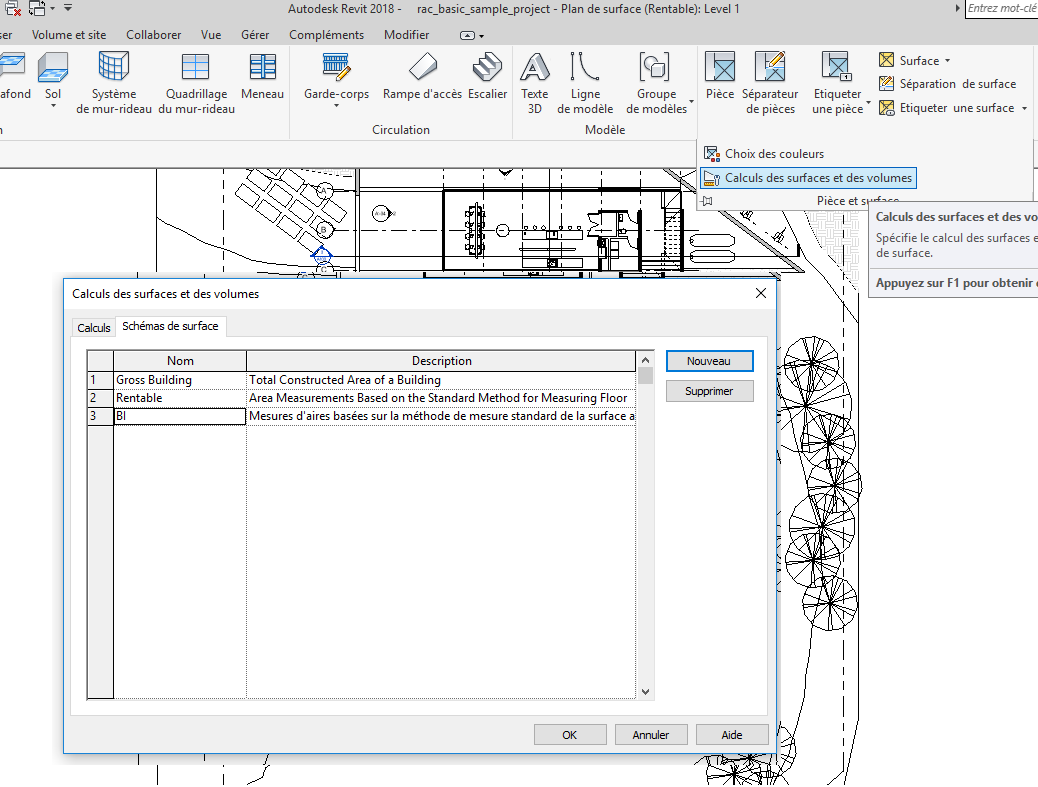 Autodesk Revit 2018 - rac_basic_sample_project - Plan de surface (Rentable): Level 1
Entrez mot-clé
ser Volume et site Collaborer Vue Gérer Compléments Modifier
afond
Sol
Système
de mur-rideau
Quadrillage
du mur-rideau
Meneau
Garde-corps
Rampe d'accès
Escalier
Circulation
Texte
3D
Ligne
de modèle
Groupe
de modèles
Modèle
Pièce
Séparateur
de pièces
Etiqueter
une pièce
Surface
Séparation de surface
Etiqueter une surface
Choix des couleurs
Calculs des surfaces et des volumes
Pièce et surface
Calculs des surfaces et des vo
Spécifie le calcul des surfaces e
de surface.
Appuyez sur F1 pour obtenir
A
B
C
Calculs des surfaces et des volumes
Calculs Schémas de surface
Nom Description
1 Gross Building Total Constructed Area of a Building
2 Rentable Area Measurements Based on the Standard Method for Measuring Floor
3 BI Mesures d'aires basées sur la méthode de mesure standard de la surface a
Nouveau
Supprimer
OK Annuler Aide